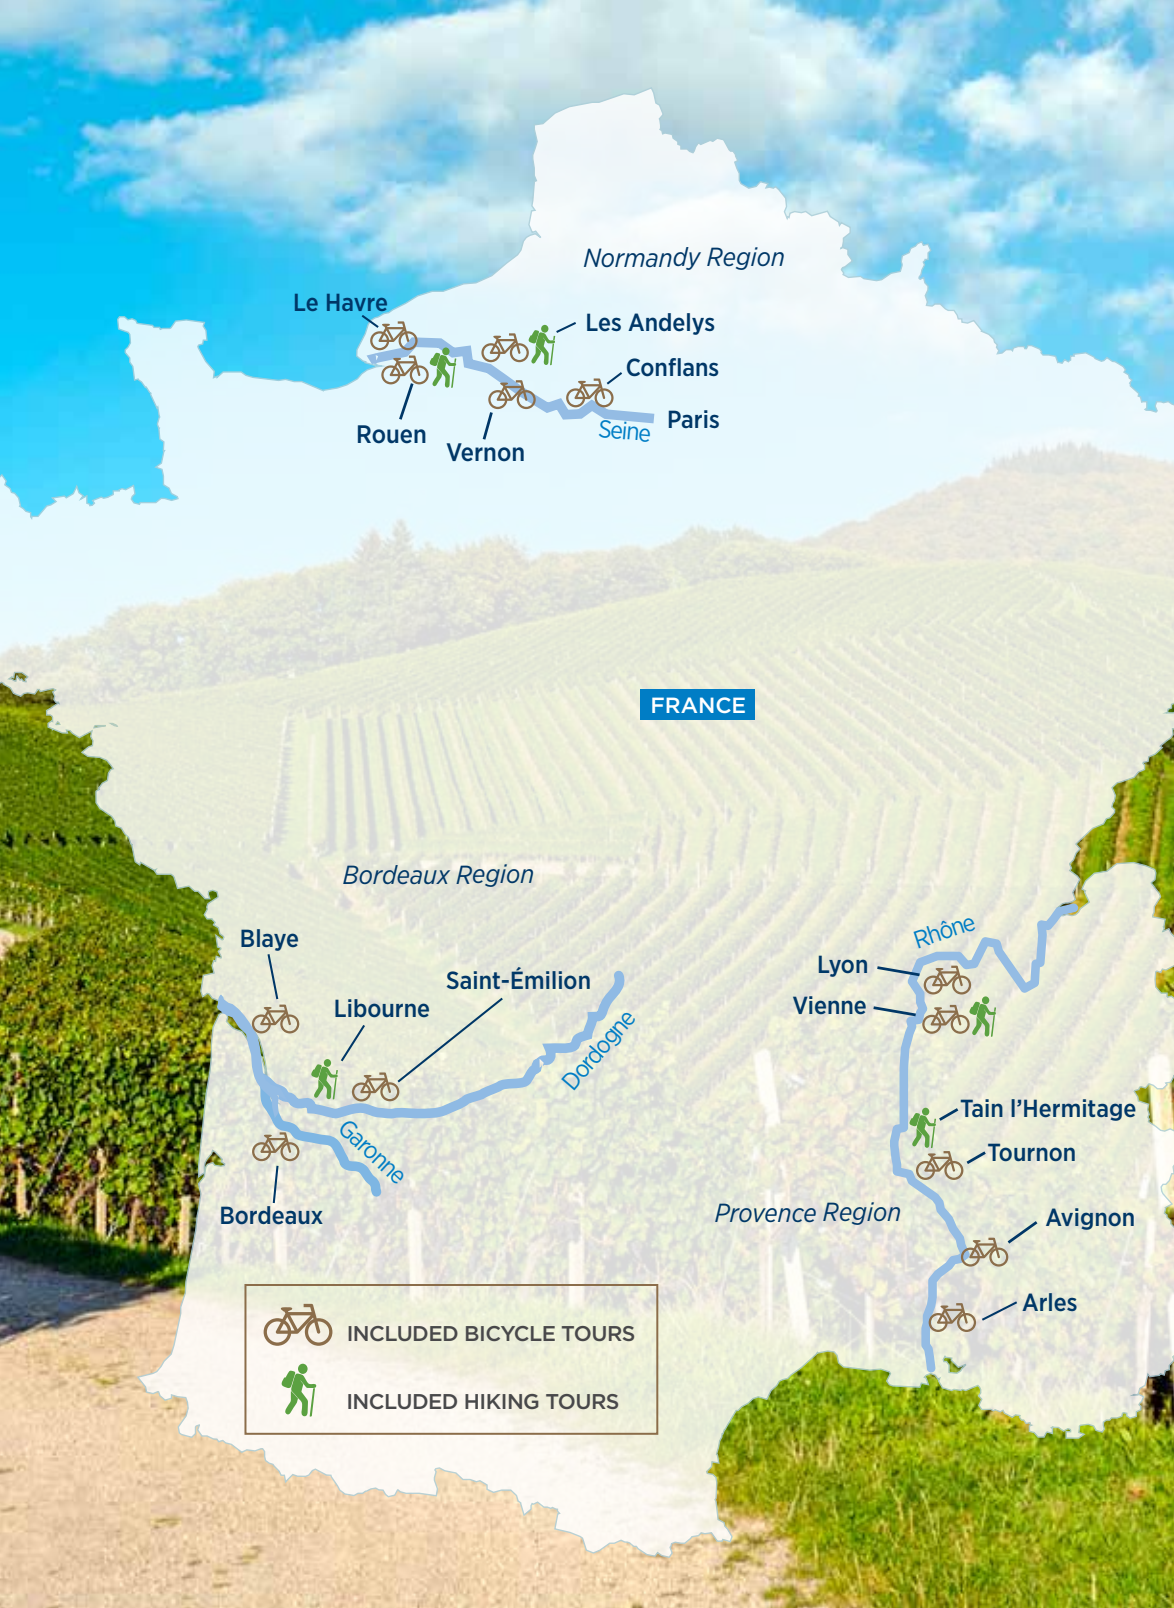 Normandy Region
Le Havre
Les Andelys
Conflans
Paris
Seine
Rouen
Vernon
FRANCE
Bordeaux Region
Blaye
Saint-Émilion
Libourne
Dordogne
Garonne
Bordeaux
Rhône
Lyon
Vienne
Tain l’Hermitage
Tournon
Provence Region
Avignon
Arles
INCLUDED BICYCLE TOURS
INCLUDED HIKING TOURS